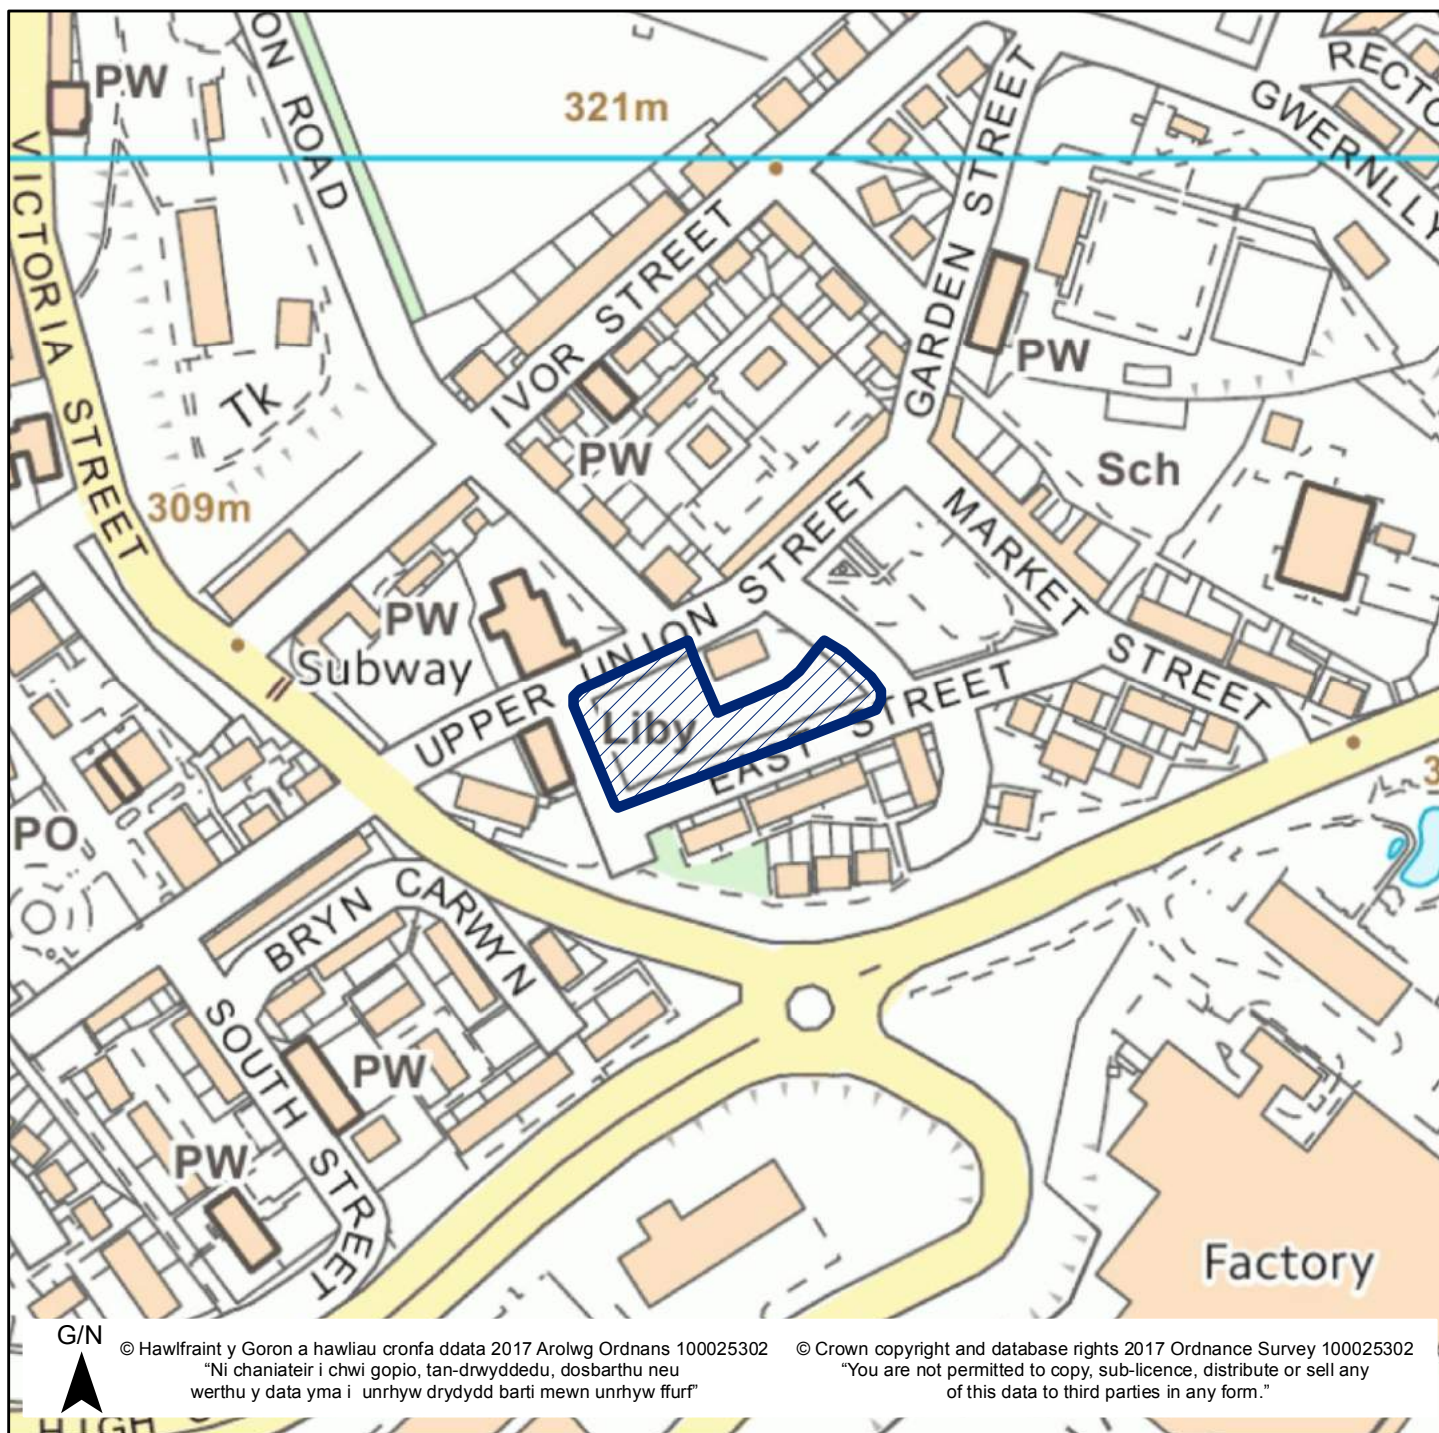 PW
ON ROAD
321m
RECTO
GWERNLLY
VICTORIA STREET
GARDEN STREET
IVOR STREET
PW
Tk
PW
Sch
309m
MARKET STREET
UPPER UNION STREET
PW
Subway
Liby
EAST STREET
PO
3
BRYN CARWYN
SOUTH STREET
PW
PW
Factory
G/N
© Hawlfraint y Goron a hawliau cronfa ddata 2017 Arolwg Ordnans 100025302
“Ni chaniateir i chwi gopio, tan-drwyddedu, dosbarthu neu
werthu y data yma i unrhyw drydydd barti mewn unrhyw ffurf”
© Crown copyright and database rights 2017 Ordnance Survey 100025302
“You are not permitted to copy, sub-licence, distribute or sell any
of this data to third parties in any form.”
HIGH